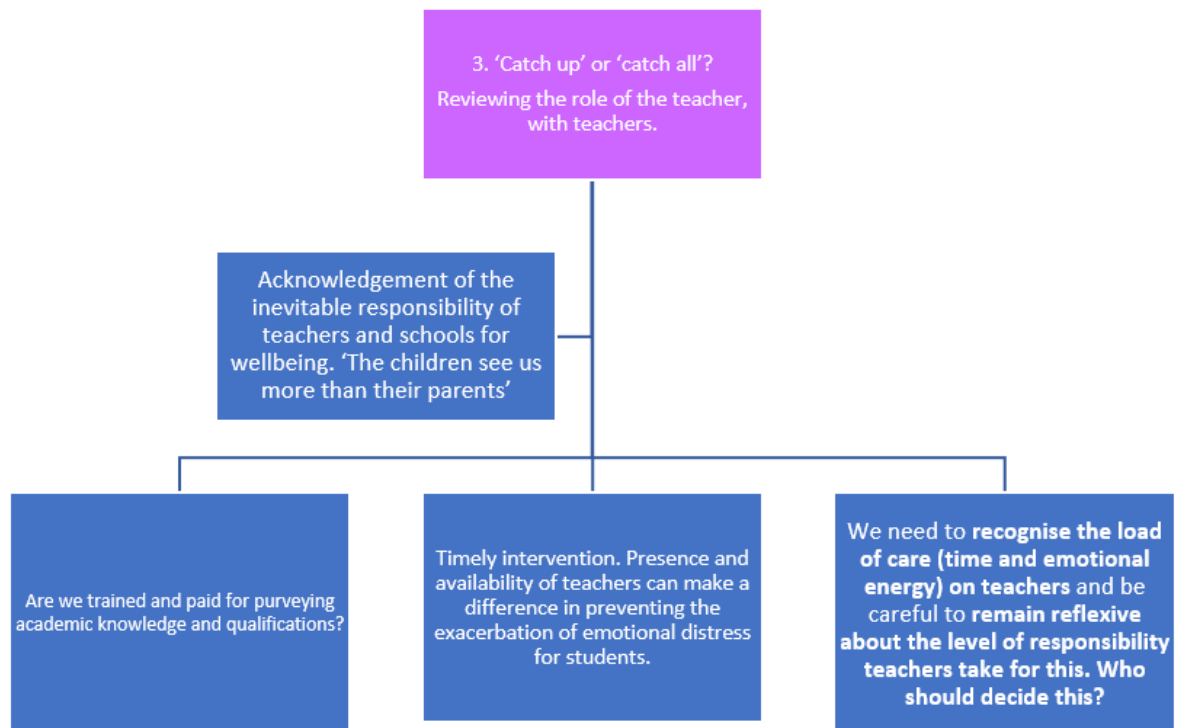 3. ‘Catch up’ or ‘catch all’?
Reviewing the role of the teacher,
with teachers.
Acknowledgement of the
inevitable responsibility of
teachers and schools for
wellbeing. ‘The children see us
more than their parents’
Are we trained and paid for purveying
academic knowledge and qualifications?
Timely intervention. Presence and
availability of teachers can make a
difference in preventing the
exacerbation of emotional distress
for students.
We need to recognise the load
of care (time and emotional
energy) on teachers and be
careful to remain reflexive
about the level of responsibility
teachers take for this. Who
should decide this?